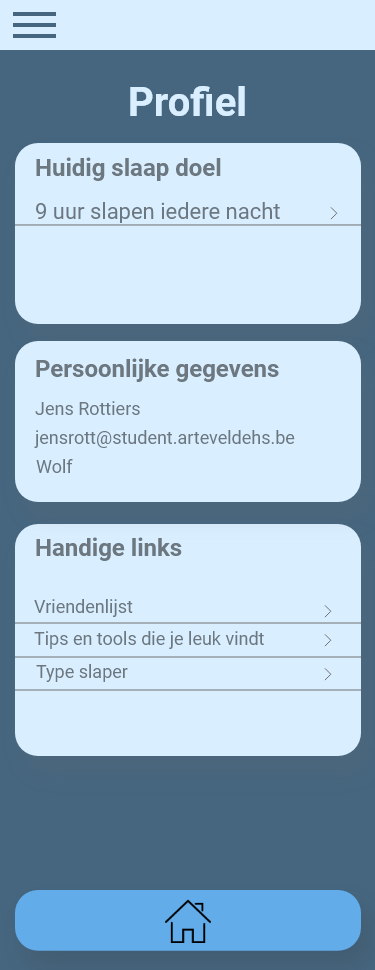 Profiel
Huidig slaap doel
9 uur slapen iedere nacht
Persoonlijke gegevens
Jens Rottiers
jensrott@student.arteveldehs.be
Wolf
Handige links
Vriendenlijst
Tips en tools die je leuk vindt
Type slaper